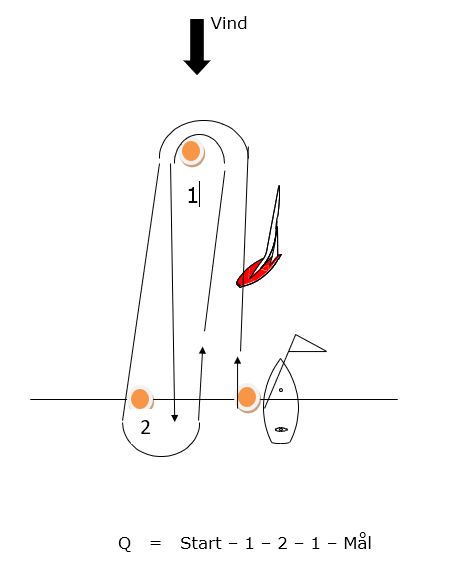 Vind
1
2
Q = Start – 1 – 2 – 1 – Mål